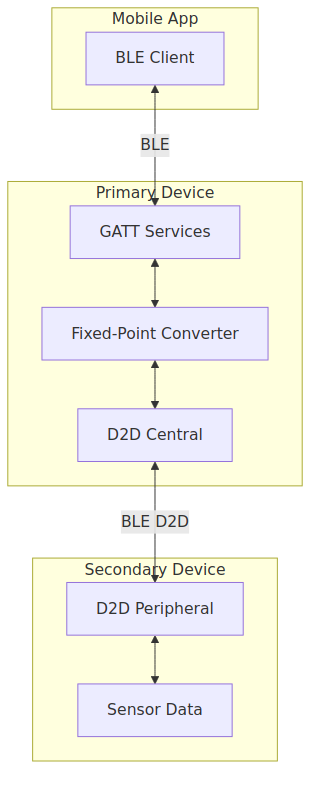 Mobile App
BLE Client
BLE
Primary Device
GATT Services
Fixed-Point Converter
D2D Central
BLE D2D
Secondary Device
D2D Peripheral
Sensor Data